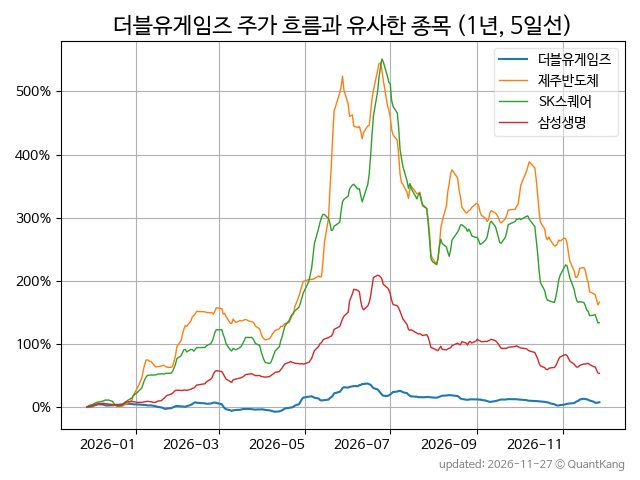 더블유게임즈 주가 흐름과 유사한 종목 (1년, 5일선)
더블유게임즈
제주반도체
SK스퀘어
삼성생명
500%
400%
300%
200%
100%
0%
2026-01
2026-03
2026-05
2026-07
2026-09
2026-11
updated: 2026-11-27 © QuantKang